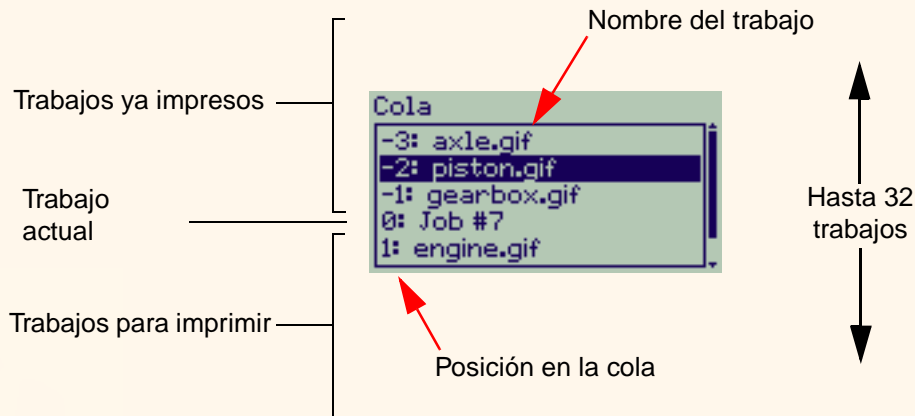 Nombre del trabajo
Trabajos ya impresos
Cola
-3: axle.gif
-2: piston.gif
-1: gearbox.gif
0: Job #7
1: engine.gif
Trabajo
actual
Hasta 32
trabajos
Trabajos para imprimir
Posición en la cola